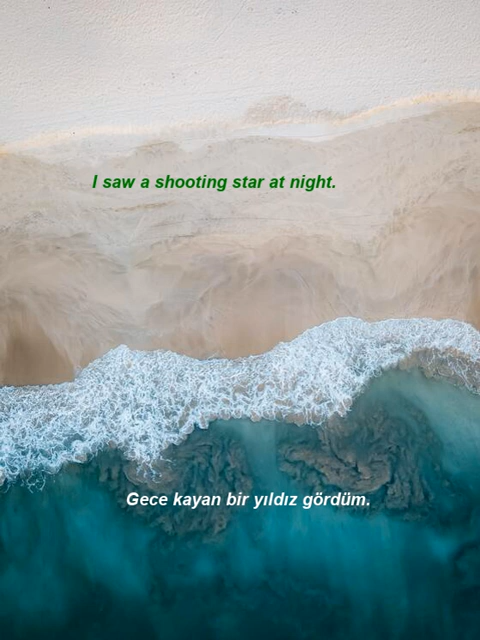 I saw a shooting star at night.
Gece kayan bir yıldız gördüm.